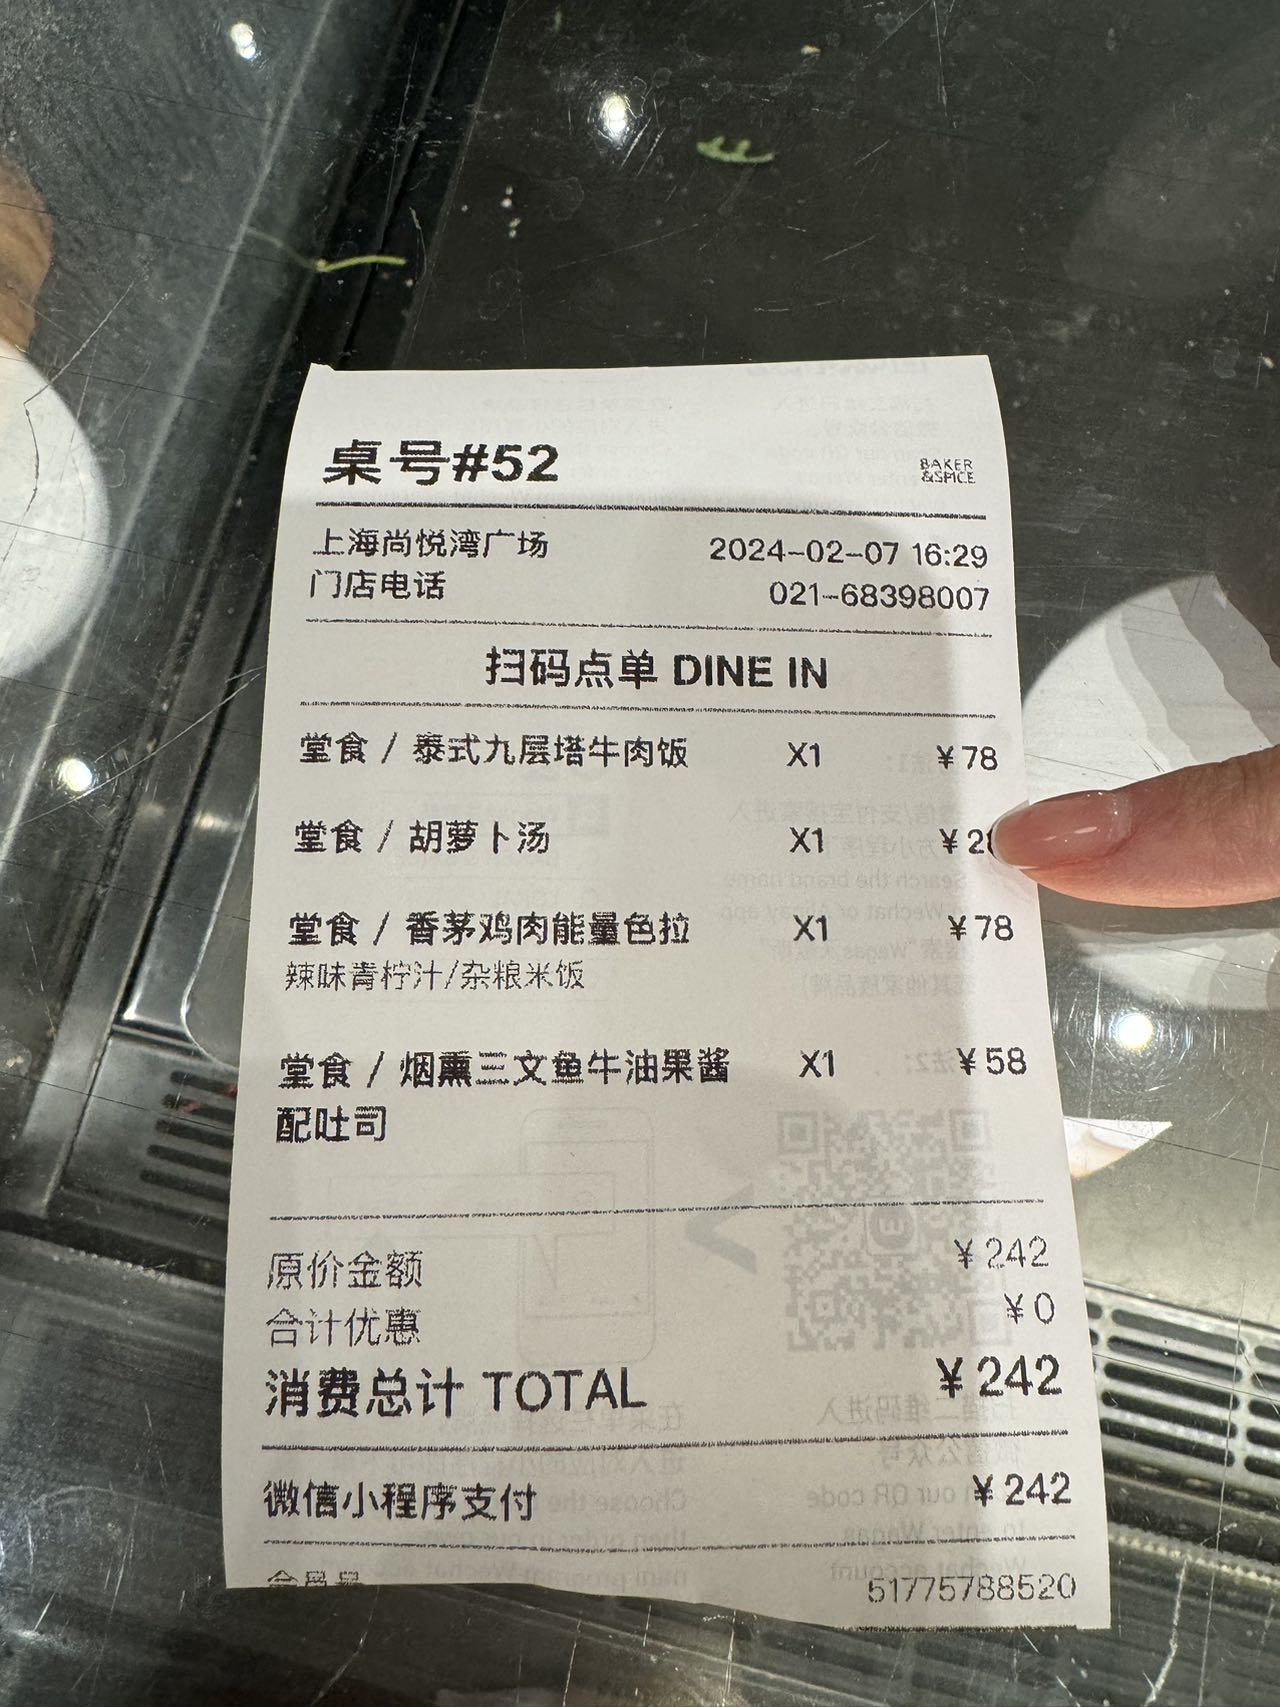 桌号#52
BAKER
&SPICE
上海尚悦湾广场 2024-02-07 16:29
门店电话 021-68398007
扫码点单 DINE IN
堂食 / 泰式九层塔牛肉饭 X1 ¥78
堂食 / 胡萝卜汤 X1 ¥28
堂食 / 香茅鸡肉能量色拉 X1 ¥78
辣味青柠汁/杂粮米饭
堂食 / 烟熏三文鱼牛油果酱 X1 ¥58
配吐司
原价金额 ¥242
合计优惠 ¥0
消费总计 TOTAL ¥242
微信小程序支付 ¥242
会员号 51775788520